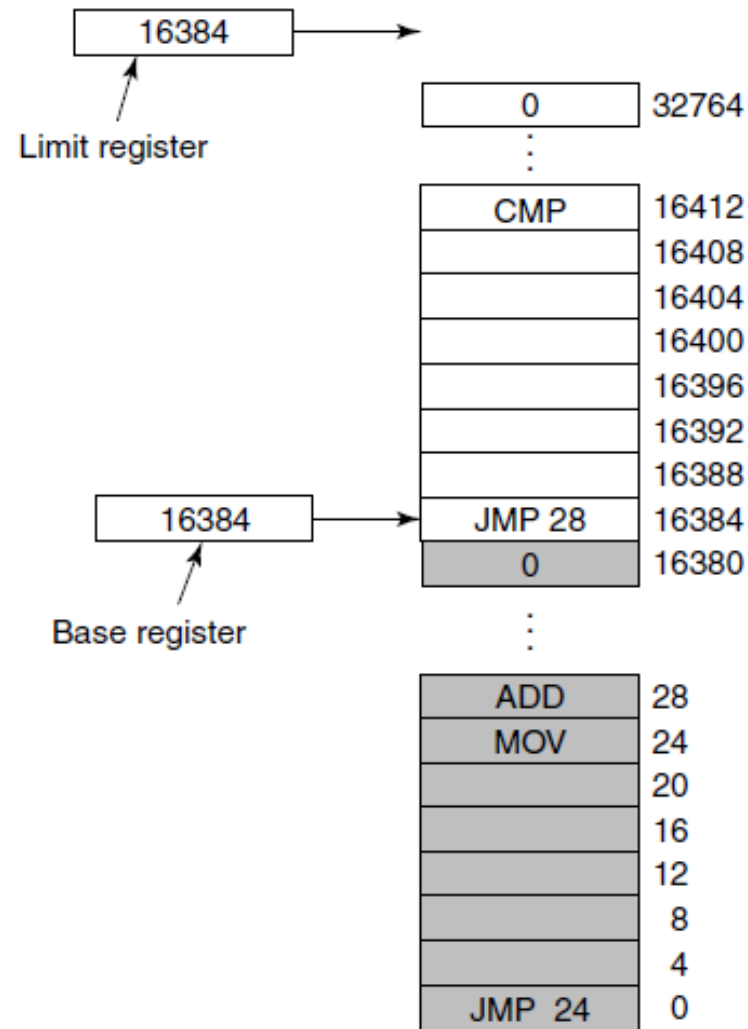 16384
Limit register
0 32764
CMP 16412
16408
16404
16400
16396
16392
16388
16384 JMP 28 16384
0 16380
Base register
ADD 28
MOV 24
20
16
12
8
4
JMP 24 0